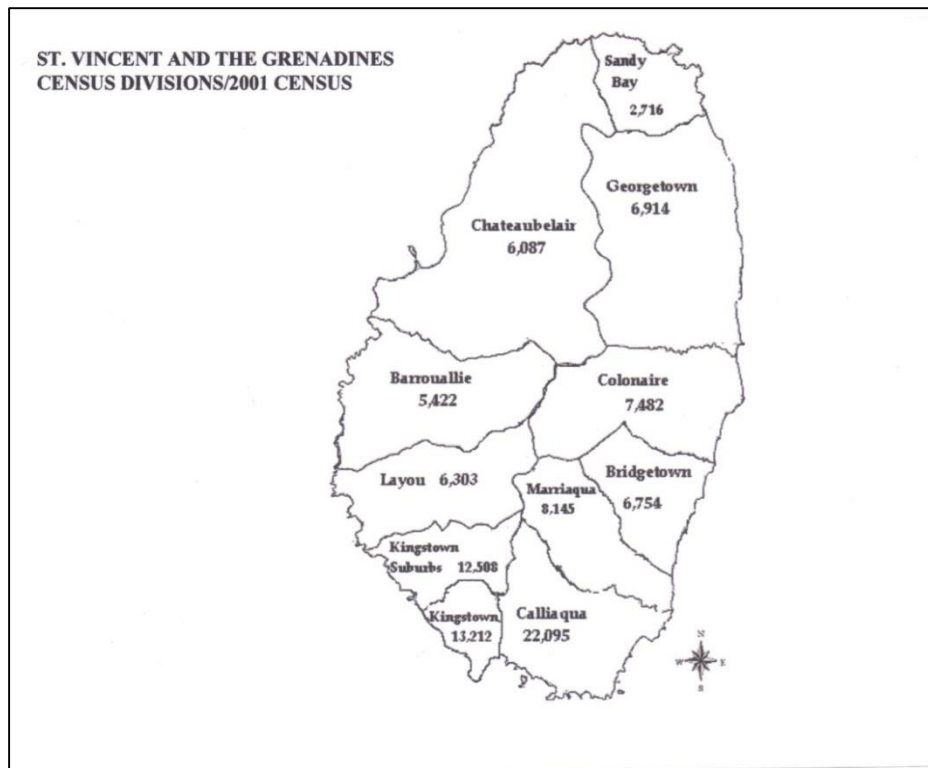 ST. VINCENT AND THE GRENADINES
CENSUS DIVISIONS/2001 CENSUS
Sandy
Bay
2,716
Georgetown
6,914
Chateaubelair
6,087
Barrouallie
5,422
Colonaire
7,482
Layou 6,303
Marriaqua
8,145
Bridgetown
6,754
Kingstown
Suburbs 12,508
Kingstown
13,212
Calliaqua
22,095
N
W E
S